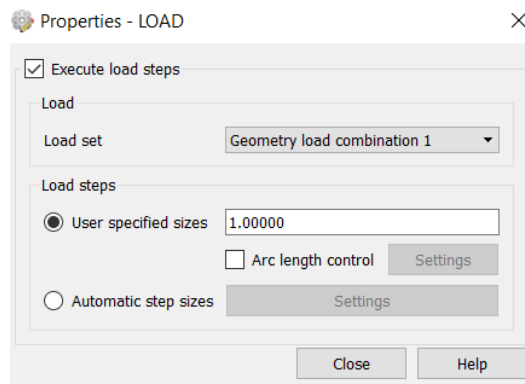 Properties - LOAD
Execute load steps
Load
Load set Geometry load combination 1
Load steps
User specified sizes 1.00000
Arc length control Settings
Automatic step sizes Settings
Close Help